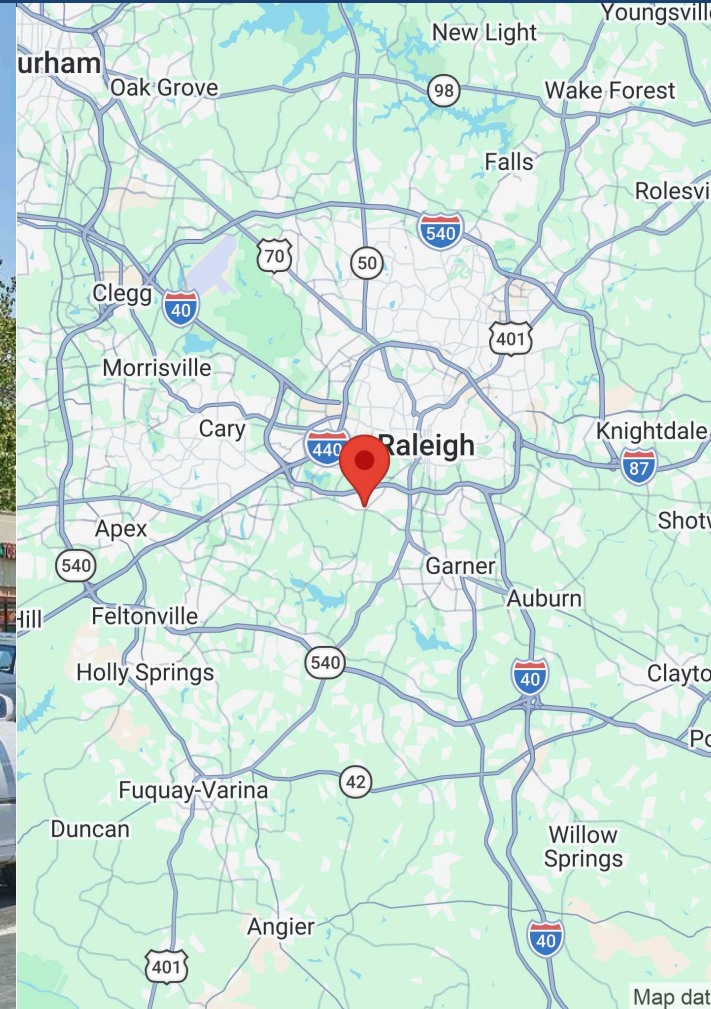 Youngsvill
New Light
urham
Oak Grove
98
Wake Forest
Falls
Rolesvi
540
70
50
Clegg
40
401
Morrisville
Cary
440
Raleigh
Knightdale
87
Apex
Shotw
540
Garner
Auburn
Hill
Feltonville
540
Holly Springs
40
Clayto
Po
42
Fuquay-Varina
Duncan
Willow
Springs
Angier
401
40
Map dat